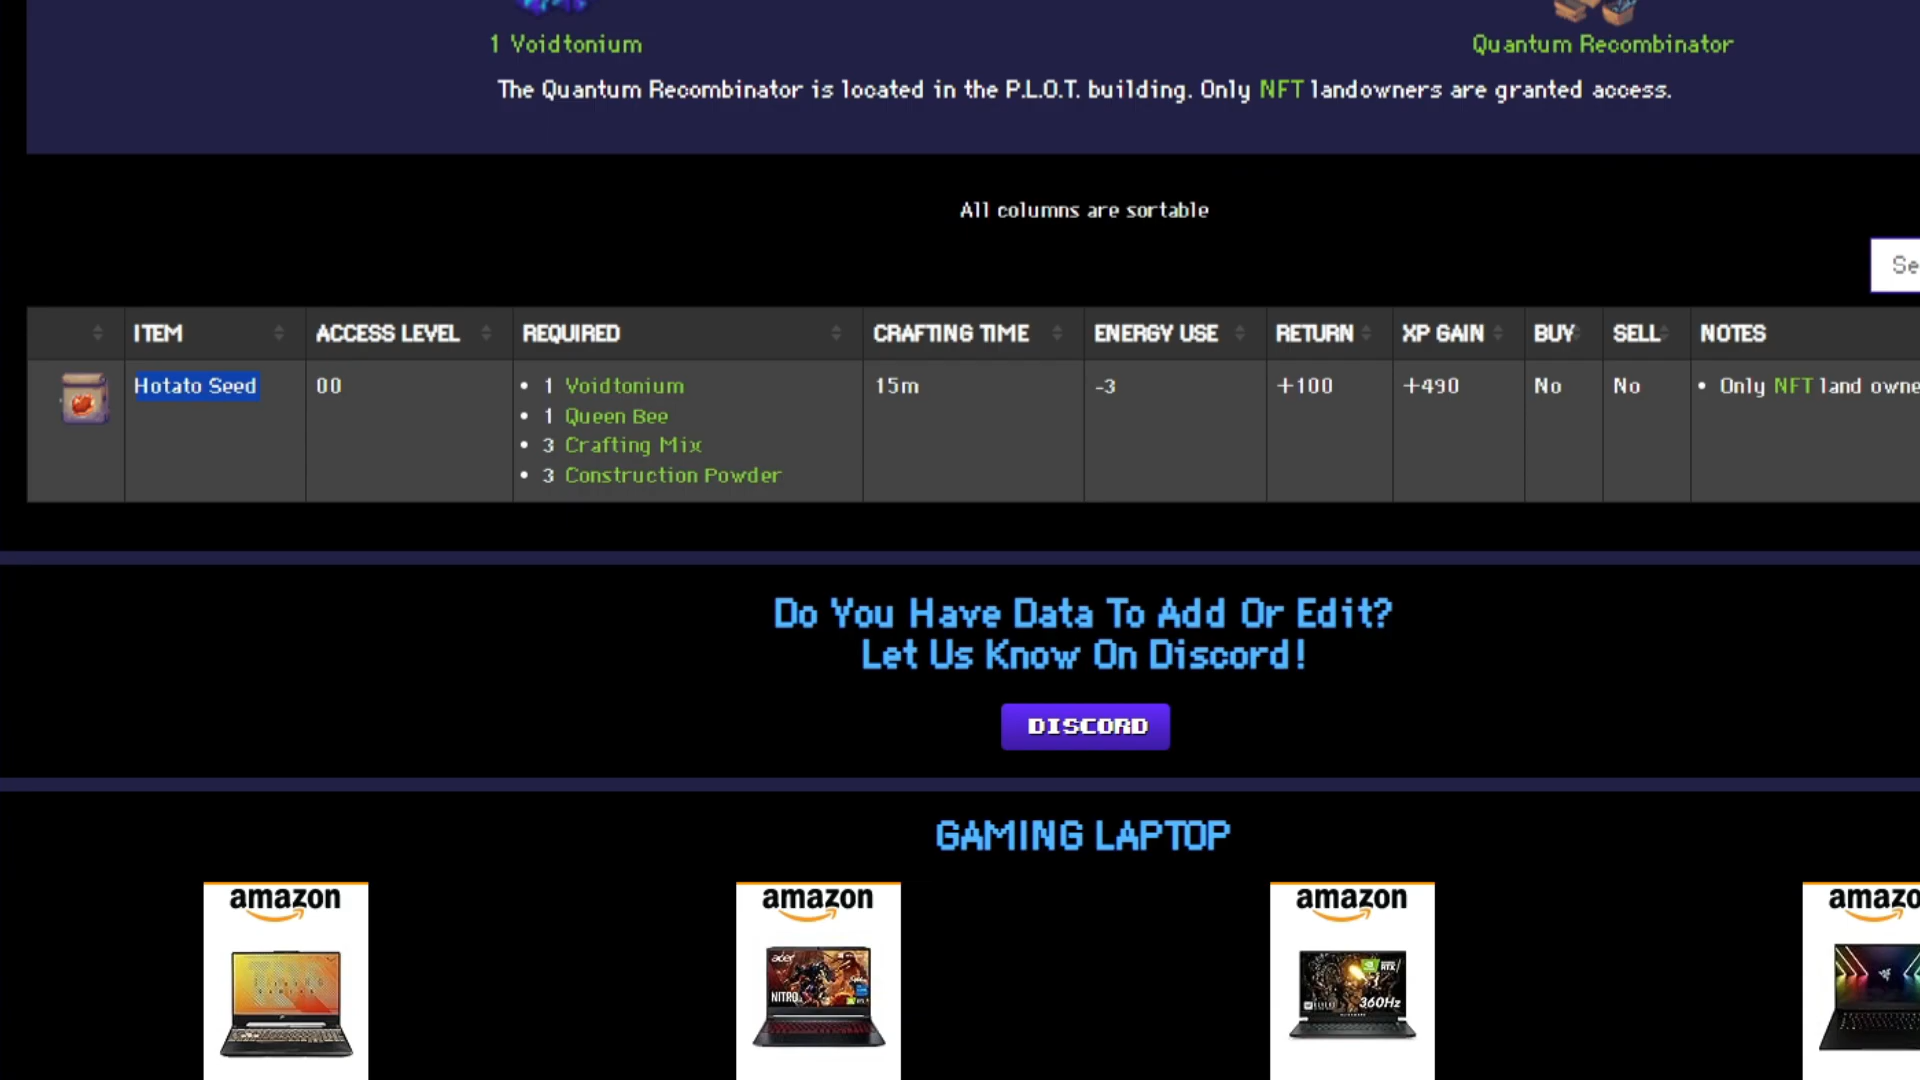 1 Voidtonium
Quantum Recombinator
The Quantum Recombinator is located in the P.L.O.T. building. Only NFT landowners are granted access.
All columns are sortable
Se
ITEM ACCESS LEVEL REQUIRED CRAFTING TIME ENERGY USE RETURN XP GAIN BUY SELL NOTES
Hotato Seed 00 • 1 Voidtonium 15m -3 +100 +490 No No • Only NFT land owne
• 1 Queen Bee
• 3 Crafting Mix
• 3 Construction Powder
Do You Have Data To Add Or Edit?
Let Us Know On Discord!
DISCORD
GAMING LAPTOP
amazon amazon amazon amazo
acer
NITRO
RTX
360Hz